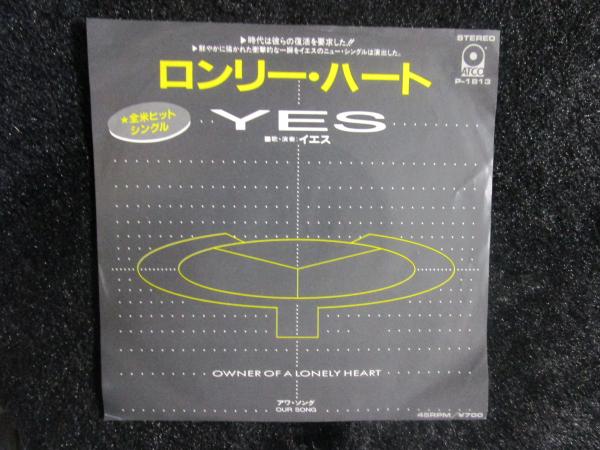 ▶時代は彼らの復活を要求した!!
▶鮮やかに描かれた衝撃的な一瞬をイエスのニュー・シングルは演出した。
STEREO
ATCO
P-1813
ロンリー・ハート
★全米ヒット
シングル
YES
■歌・演奏:イエス
OWNER OF A LONELY HEART
アワ・ソング
OUR SONG
45RPM/¥700